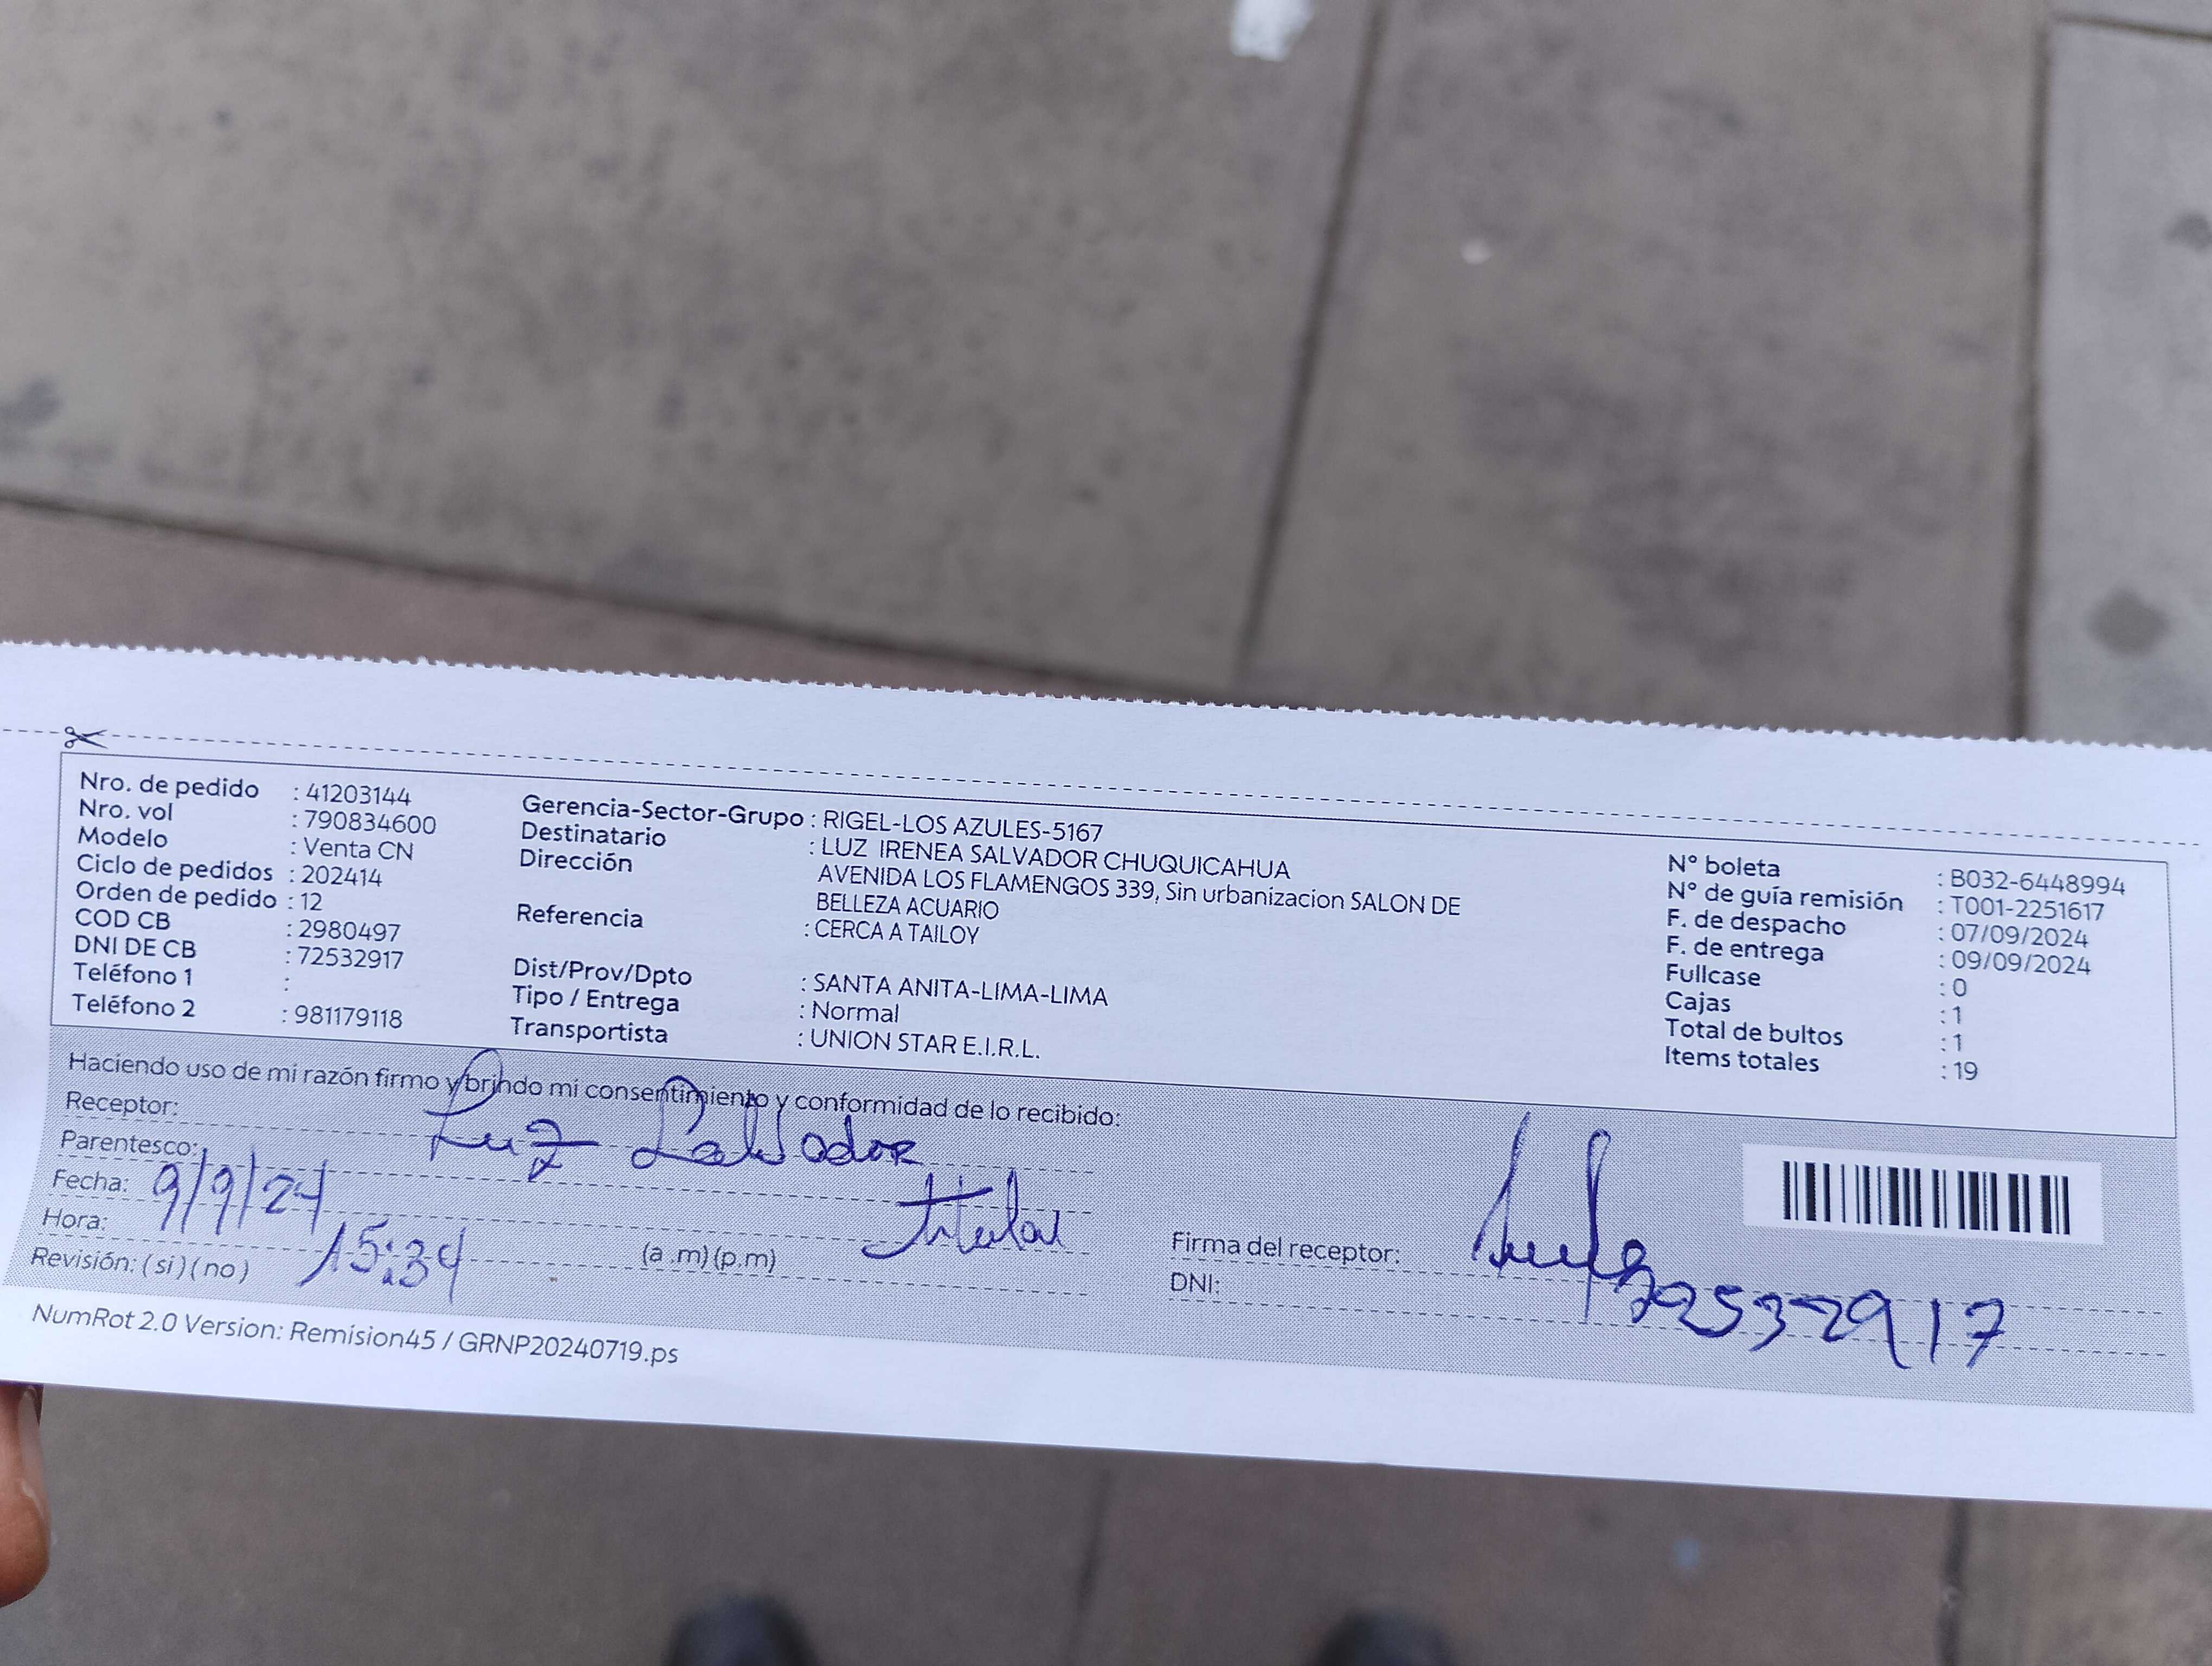 Nro. de pedido : 41203144
Nro. vol : 790834600
Modelo : Venta CN
Ciclo de pedidos : 202414
Orden de pedido : 12
COD CB : 2980497
DNI DE CB : 72532917
Teléfono 1 :
Teléfono 2 : 981179118
Gerencia-Sector-Grupo : RIGEL-LOS AZULES-5167
Destinatario : LUZ IRENEA SALVADOR CHUQUICAHUA
Dirección AVENIDA LOS FLAMENGOS 339, Sin urbanizacion SALON DE
BELLEZA ACUARIO
Referencia : CERCA A TAILOY
Dist/Prov/Dpto : SANTA ANITA-LIMA-LIMA
Tipo / Entrega : Normal
Transportista : UNION STAR E.I.R.L.
N° boleta : B032-6448994
N° de guía remisión : T001-2251617
F. de despacho : 07/09/2024
F. de entrega : 09/09/2024
Fullcase : 0
Cajas : 1
Total de bultos : 1
Items totales : 19
Haciendo uso de mi razón firmo y brindo mi consentimiento y conformidad de lo recibido:
Receptor: Luz Salvador
Parentesco: titular
Fecha: 9/9/24
Hora: 15:34 (a .m) (p.m)
Revisión: ( si ) ( no )
Firma del receptor:
DNI: 72532917
NumRot 2.0 Version: Remision45 / GRNP20240719.ps